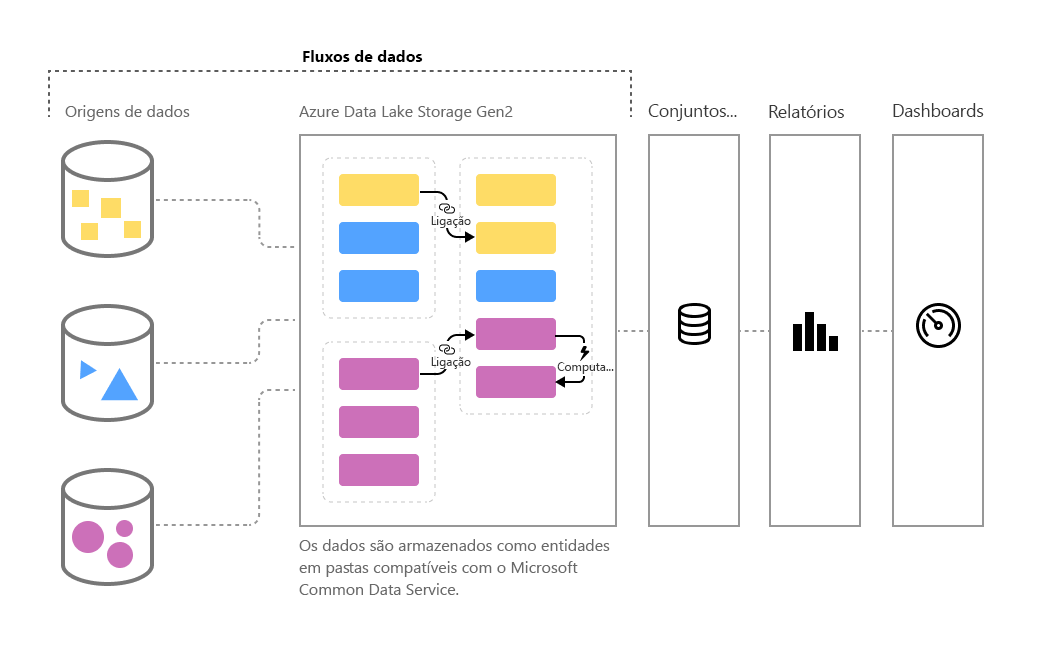 Fluxos de dados
Origens de dados
Azure Data Lake Storage Gen2
Conjuntos...
Relatórios
Dashboards
Ligação
Ligação
Computa...
Os dados são armazenados como entidades
em pastas compatíveis com o Microsoft
Common Data Service.